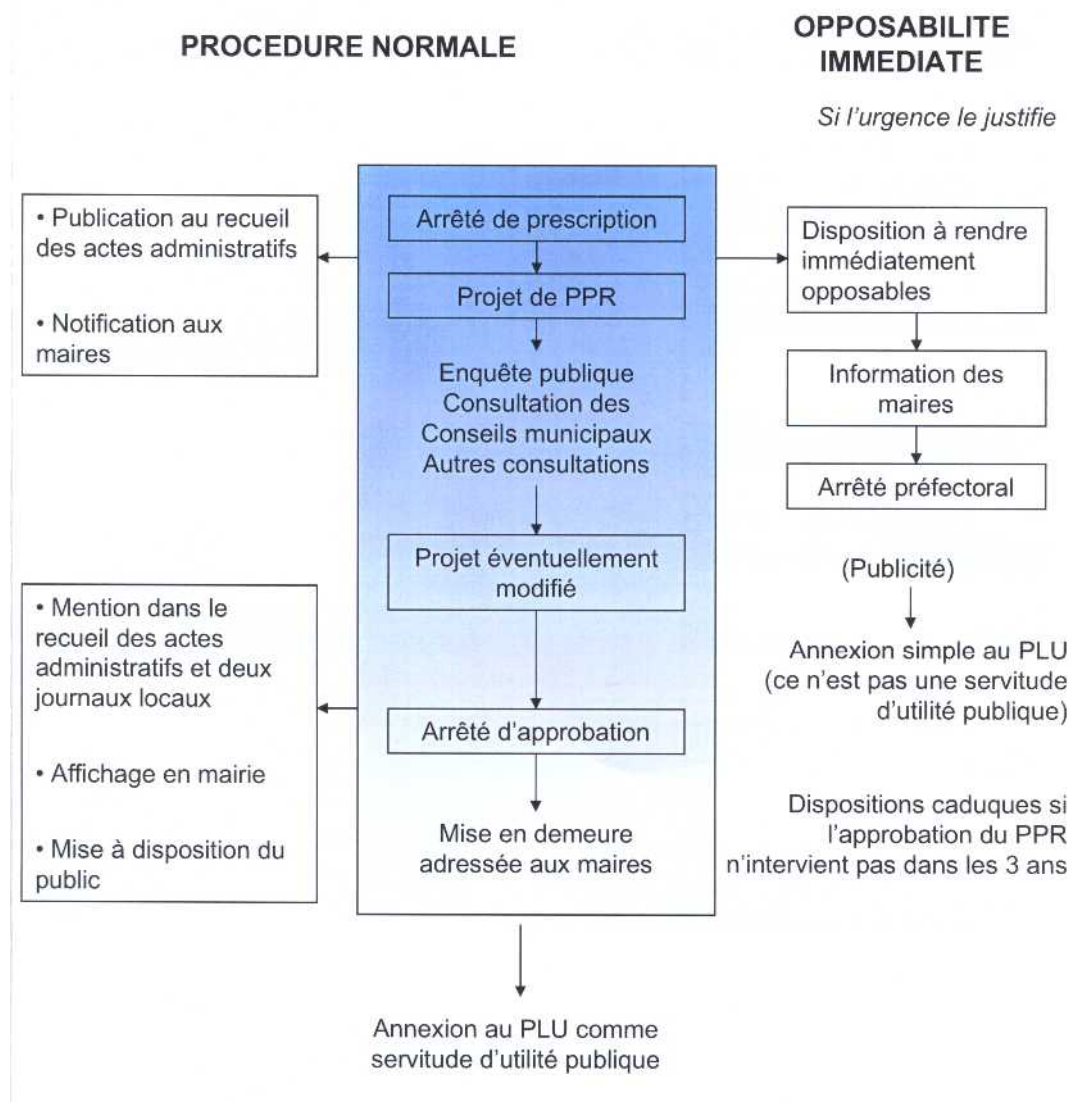 PROCEDURE NORMALE
OPPOSABILITE
IMMEDIATE
Si l'urgence le justifie
• Publication au recueil
des actes administratifs
• Notification aux
maires
Arrêté de prescription
Projet de PPR
Enquête publique
Consultation des
Conseils municipaux
Autres consultations
Projet éventuellement
modifié
Arrêté d'approbation
Mise en demeure
adressée aux maires
Annexion au PLU comme
servitude d'utilité publique
• Mention dans le
recueil des actes
administratifs et deux
journaux locaux
• Affichage en mairie
• Mise à disposition du
public
Disposition à rendre
immédiatement
opposables
Information des
maires
Arrêté préfectoral
(Publicité)
Annexion simple au PLU
(ce n'est pas une servitude
d'utilité publique)
Dispositions caduques si
l'approbation du PPR
n'intervient pas dans les 3 ans